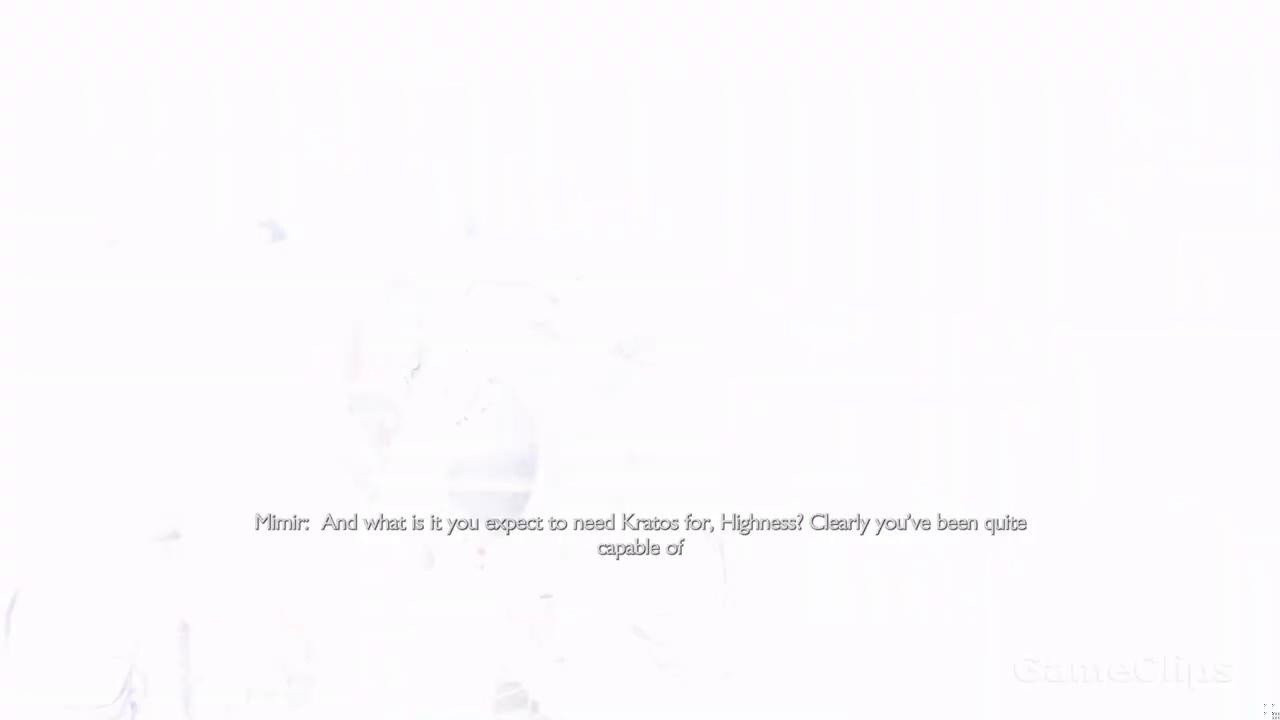 Mimir:  And what is it you expect to need Kratos for, Highness? Clearly you've been quite
capable of
GameClips